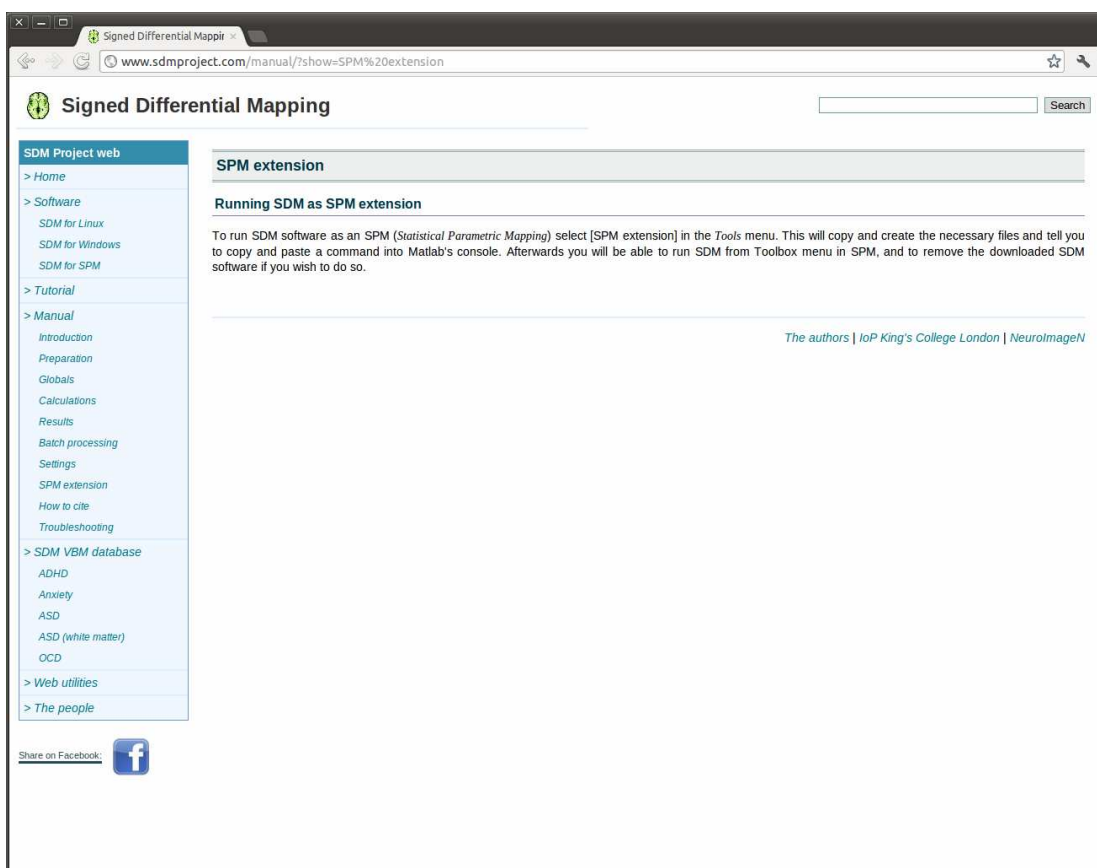 Signed Differential Mappin
www.sdmproject.com/manual/?show=SPM%20extension
Signed Differential Mapping
Search
SDM Project web
> Home
> Software
SDM for Linux
SDM for Windows
SDM for SPM
> Tutorial
> Manual
Introduction
Preparation
Globals
Calculations
Results
Batch processing
Settings
SPM extension
How to cite
Troubleshooting
> SDM VBM database
ADHD
Anxiety
ASD
ASD (white matter)
OCD
> Web utilities
> The people
Share on Facebook:
f
SPM extension
Running SDM as SPM extension
To run SDM software as an SPM (Statistical Parametric Mapping) select [SPM extension] in the Tools menu. This will copy and create the necessary files and tell you
to copy and paste a command into Matlab's console. Afterwards you will be able to run SDM from Toolbox menu in SPM, and to remove the downloaded SDM
software if you wish to do so.
The authors | IoP King's College London | NeuroImageN